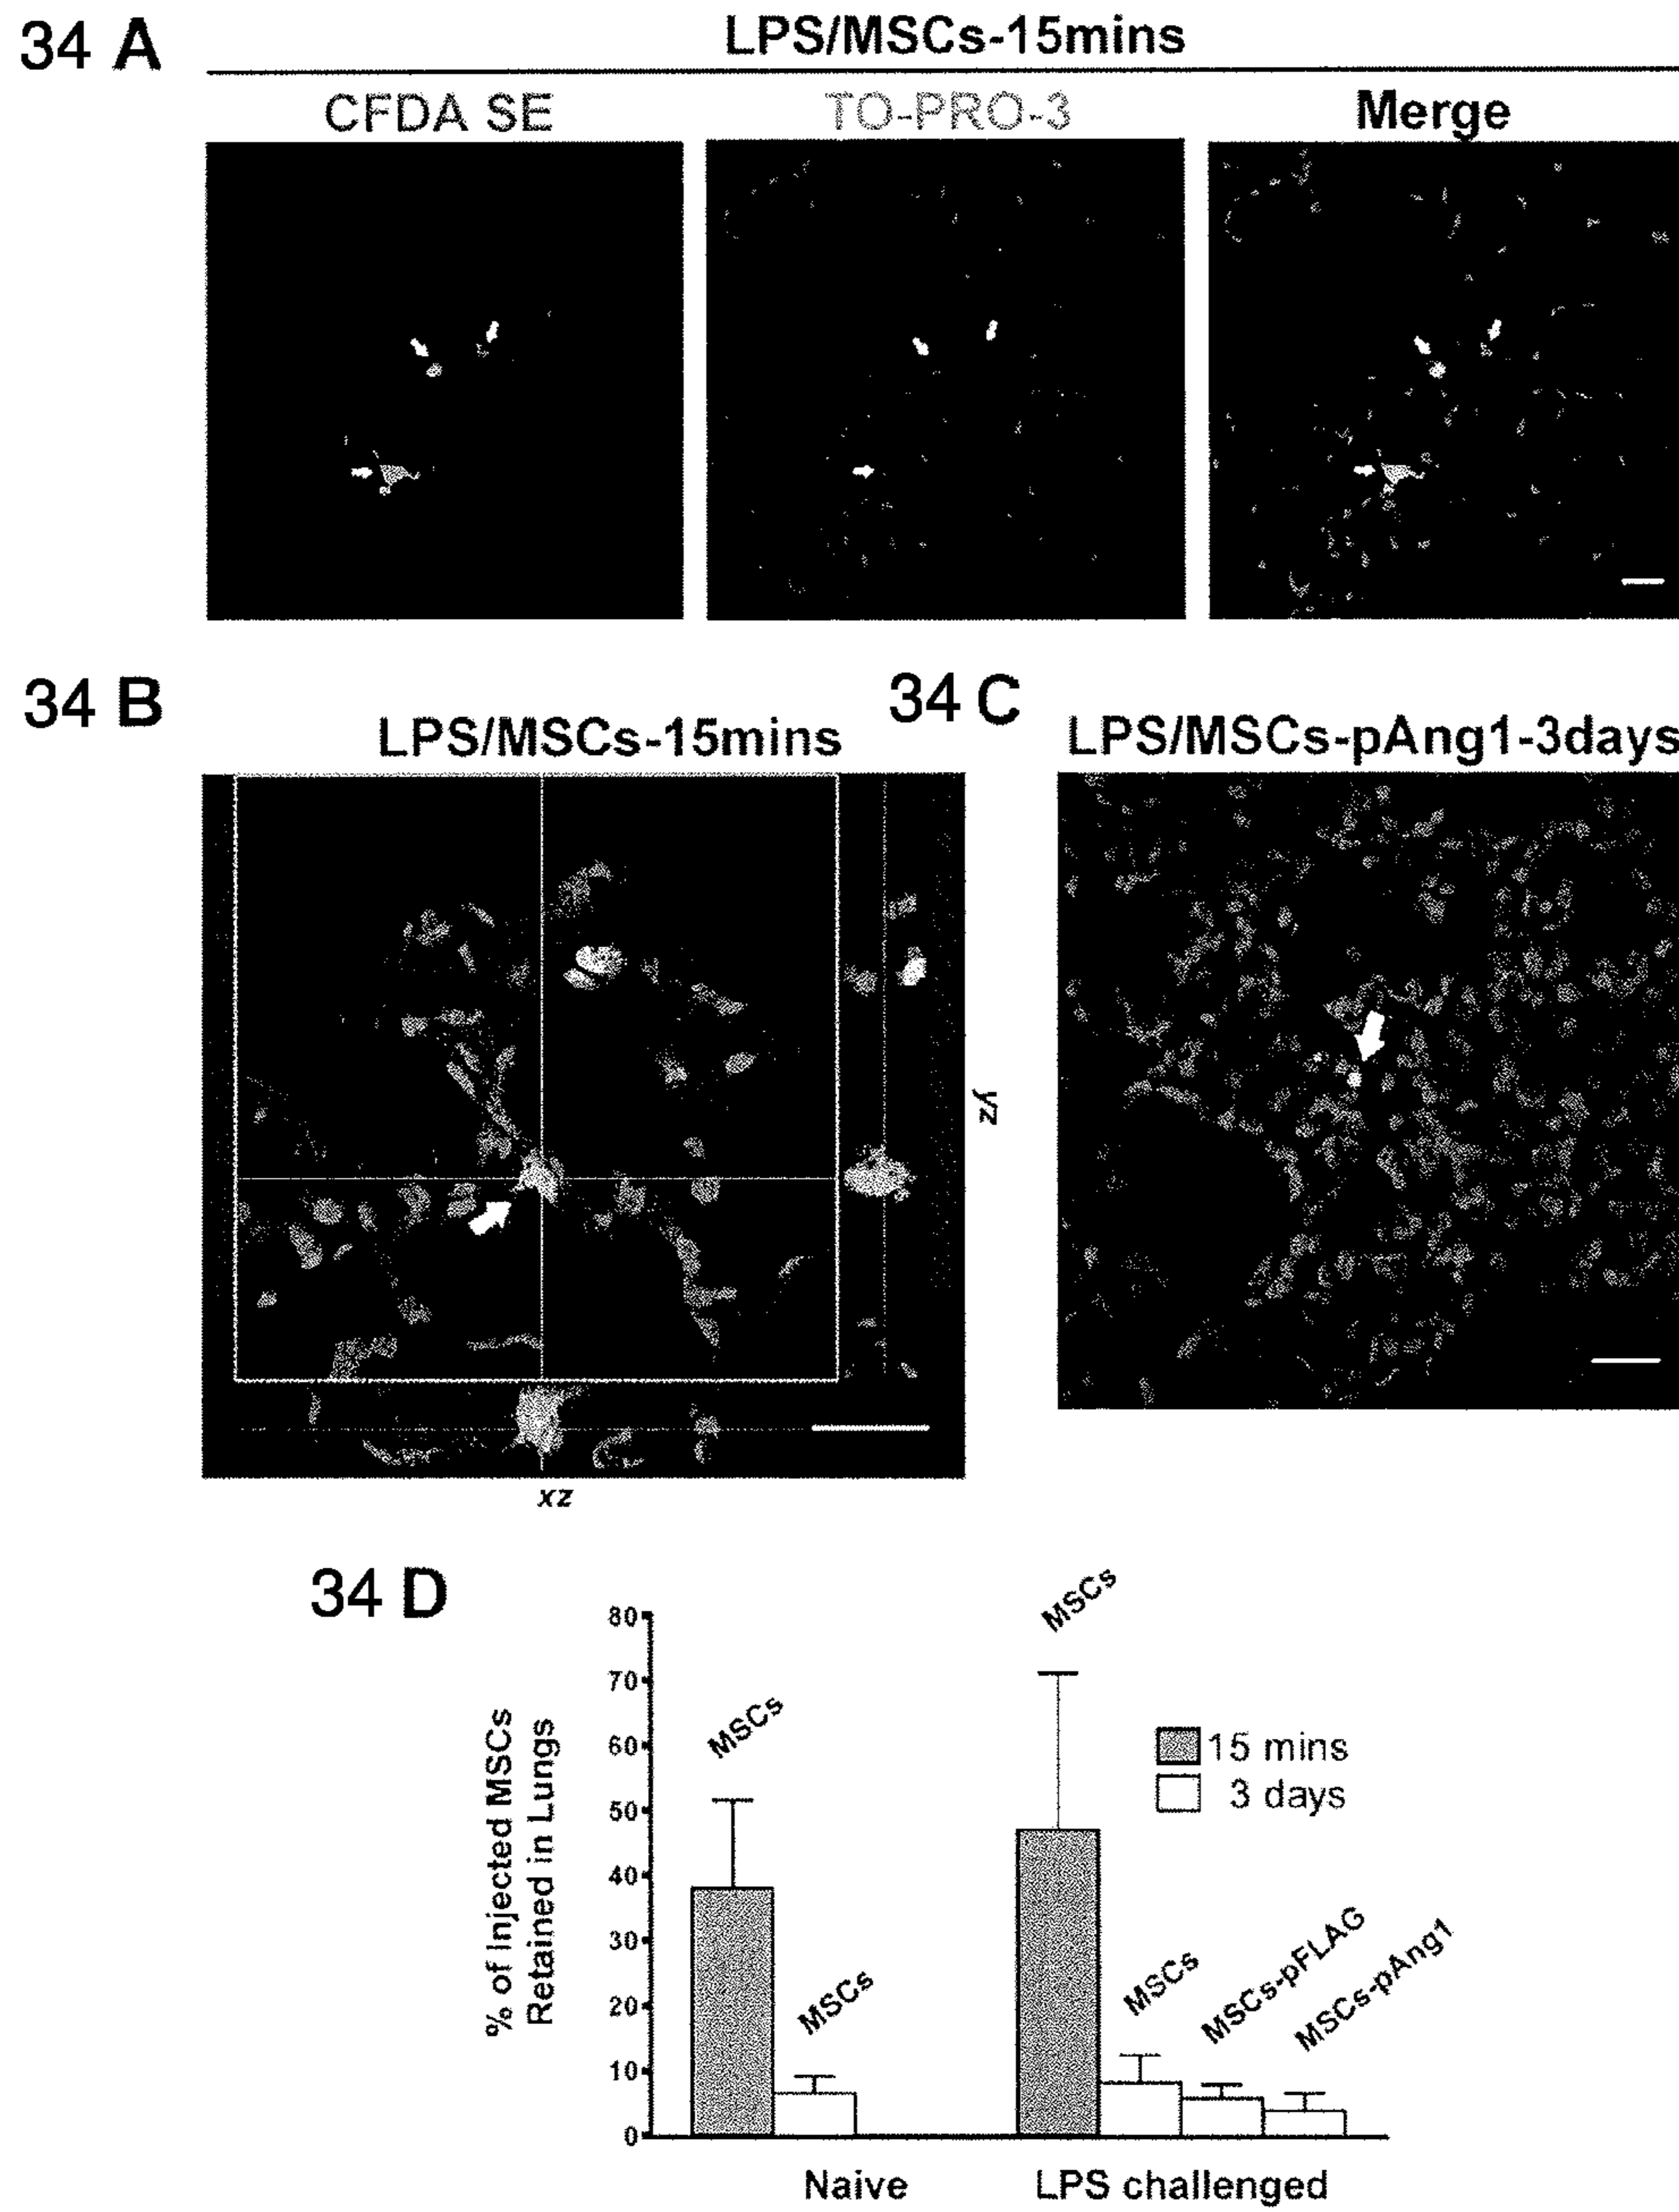 34 A
LPS/MSCs-15mins
CFDA SE
TO-PRO-3
Merge
34 B
LPS/MSCs-15mins
yz
xz
34 C
LPS/MSCs-pAng1-3days
34 D
% of Injected MSCs
Retained in Lungs
80
70
60
50
40
30
20
10
0
MSCs
MSCs
MSCs
MSCs
MSCs-pFLAG
MSCs-pAng1
15 mins
3 days
Naive
LPS challenged